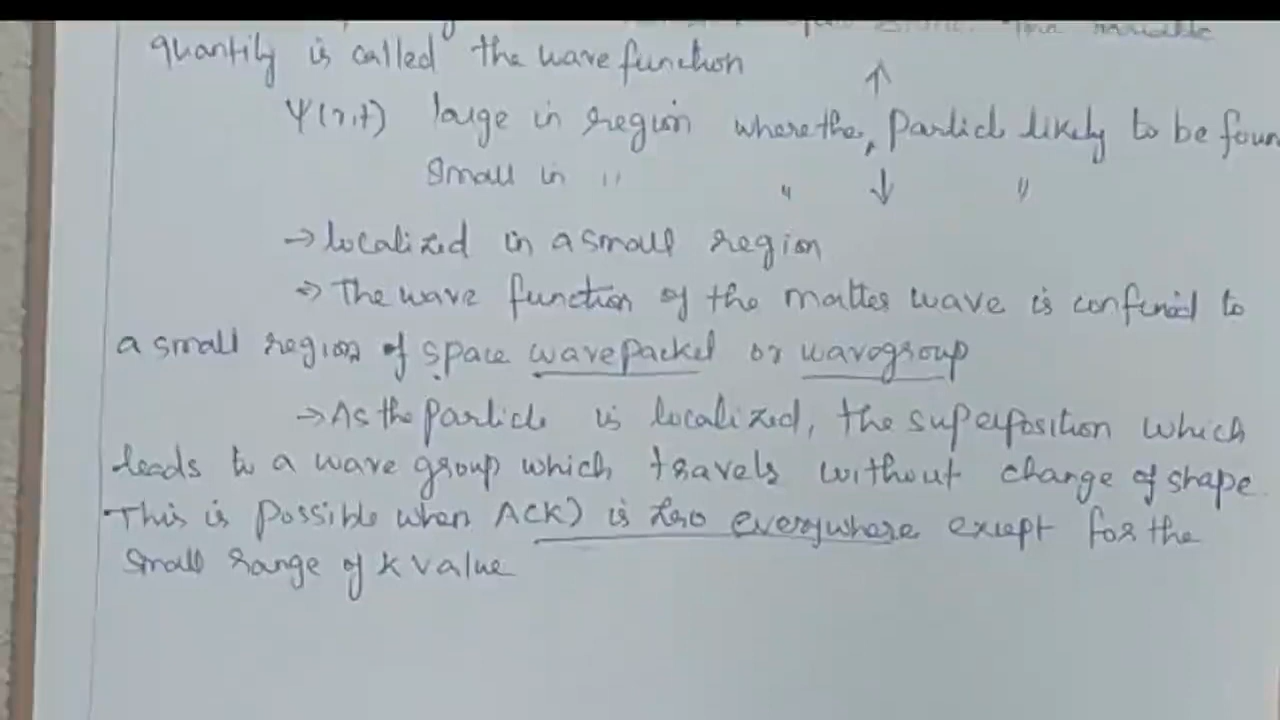 quantity is called the wave function
Ψ(r,t) large in region where the, particle likely to be foun
Small in " " "
→ localized in a small region
→ The wave function of the matter wave is confined to
a small region of space wavepacket or wavegroup
→ As the particle is localized, the superposition which
leads to a wave group which travels without change of shape.
This is possible when A(K) is zero everywhere except for the
small range of k value